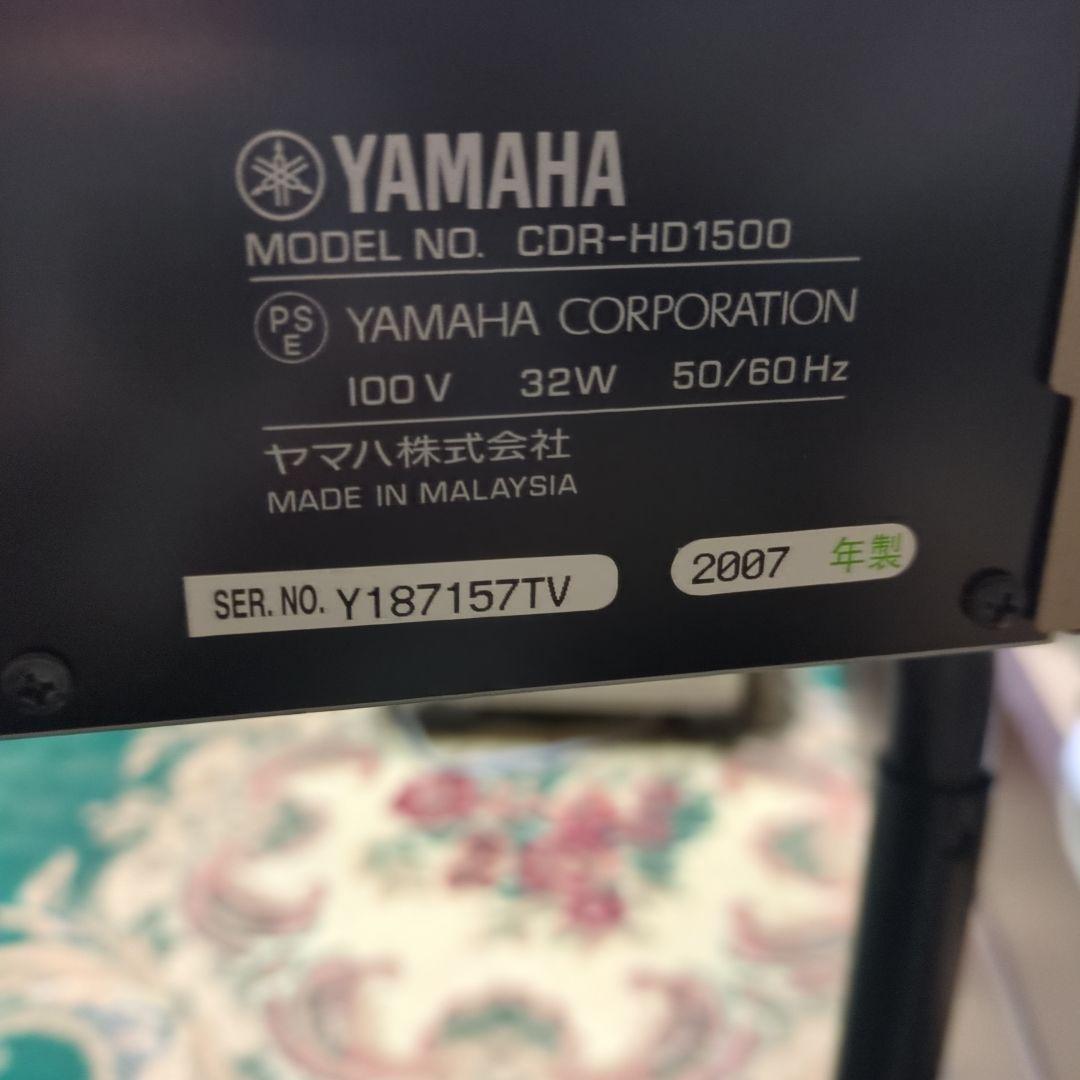 YAMAHA
MODEL NO. CDR-HD1500
PSE YAMAHA CORPORATION
100V 32W 50/60Hz
ヤマハ株式会社
MADE IN MALAYSIA
SER. NO. Y187157TV
2007 年製